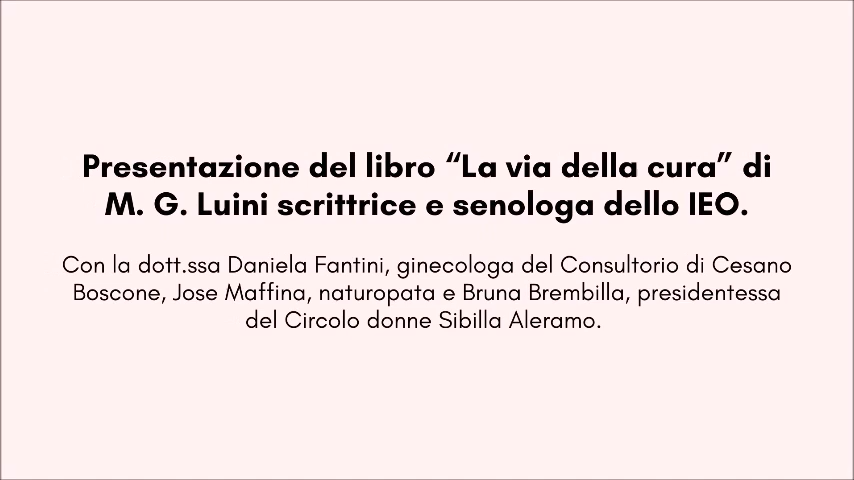 Presentazione del libro “La via della cura” di
M. G. Luini scrittrice e senologa dello IEO.
Con la dott.ssa Daniela Fantini, ginecologa del Consultorio di Cesano
Boscone, Jose Maffina, naturopata e Bruna Brembilla, presidentessa
del Circolo donne Sibilla Aleramo.